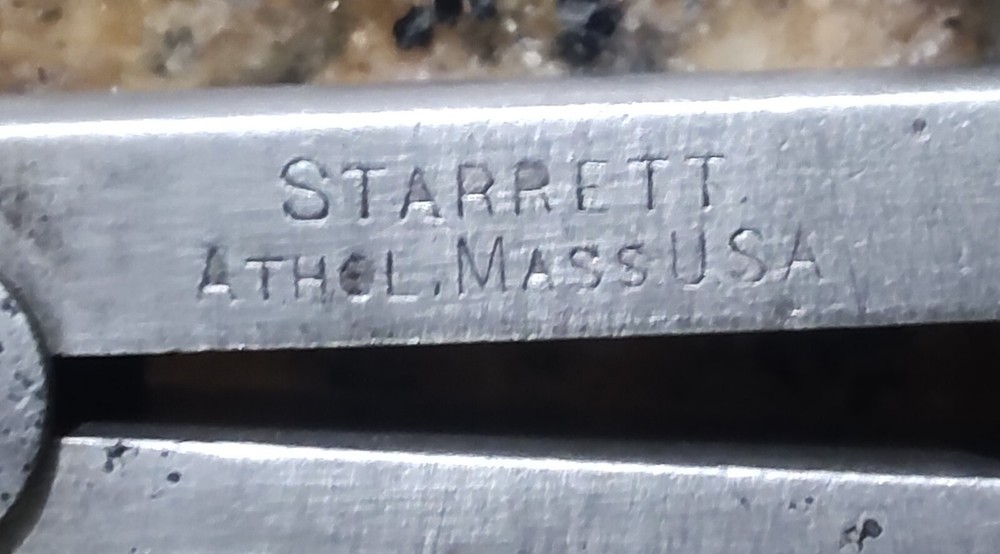 STARRETT.
ATHOL, MASS USA